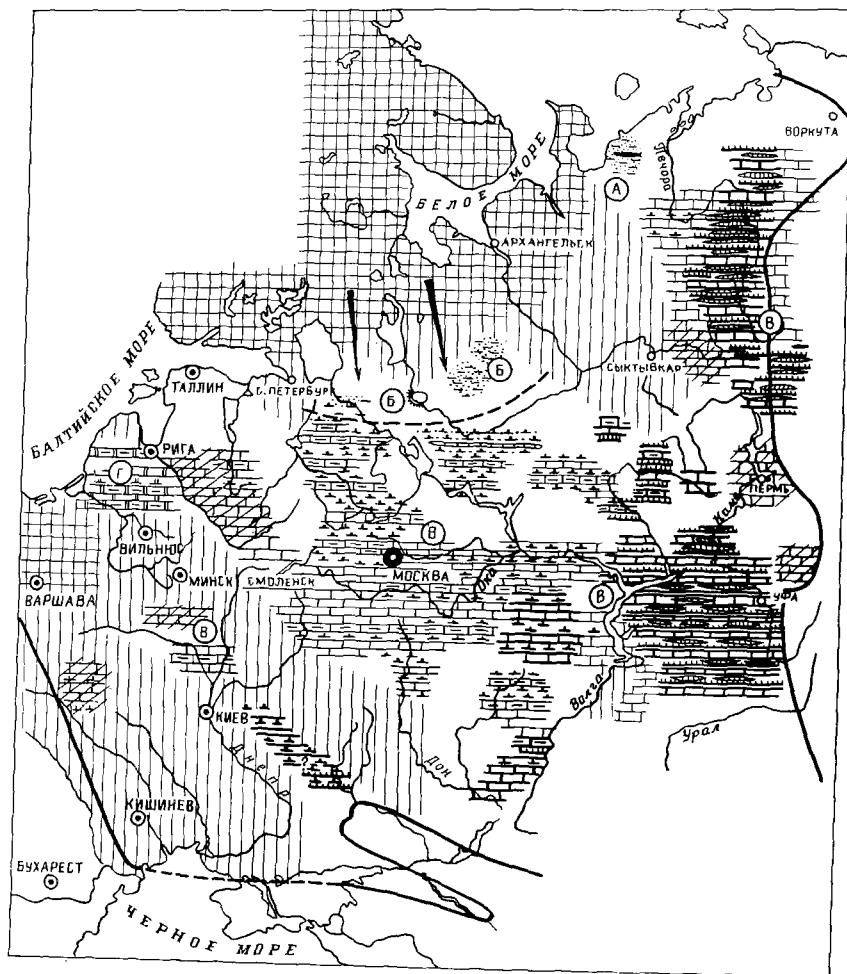 ВОРКУТА
ПЕЧОРА
А
БЕЛОЕ МОРЕ
АРХАНГЕЛЬСК
В
БАЛТИЙСКОЕ МОРЕ
СЫКТЫВКАР
Б
ТАЛЛИН
С. ПЕТЕРБУРГ
Б
РИГА
Г
Кама
ПЕРМЬ
В
ВИЛЬНЮС
МОСКВА
МИНСК
СМОЛЕНСК
Ока
В
УФА
ВАРШАВА
В
Волга
КИЕВ
Урал
Днепр
?
Дон
КИШИНЕВ
БУХАРЕСТ
ЧЕРНОЕ МОРЕ